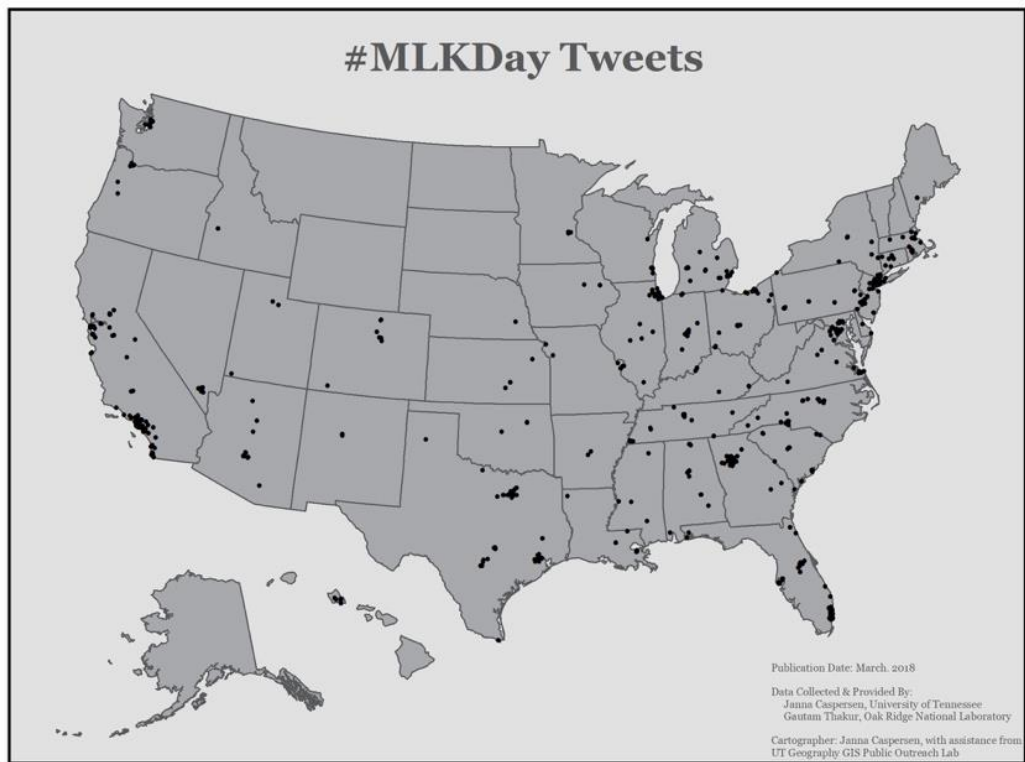 #MLKDay Tweets
Publication Date: March. 2018
Data Collected & Provided By:
Janna Caspersen, University of Tennessee
Gautam Thakur, Oak Ridge National Laboratory
Cartographer: Janna Caspersen, with assistance from
UT Geography GIS Public Outreach Lab